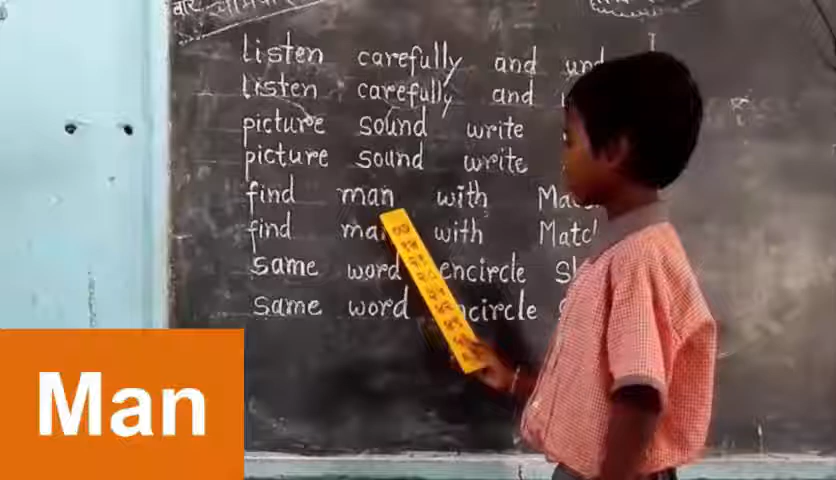 वार
listen carefully and
listen carefully and
picture sound write
picture sound write
find man with
find with
same word encircle
same word encircle
Man